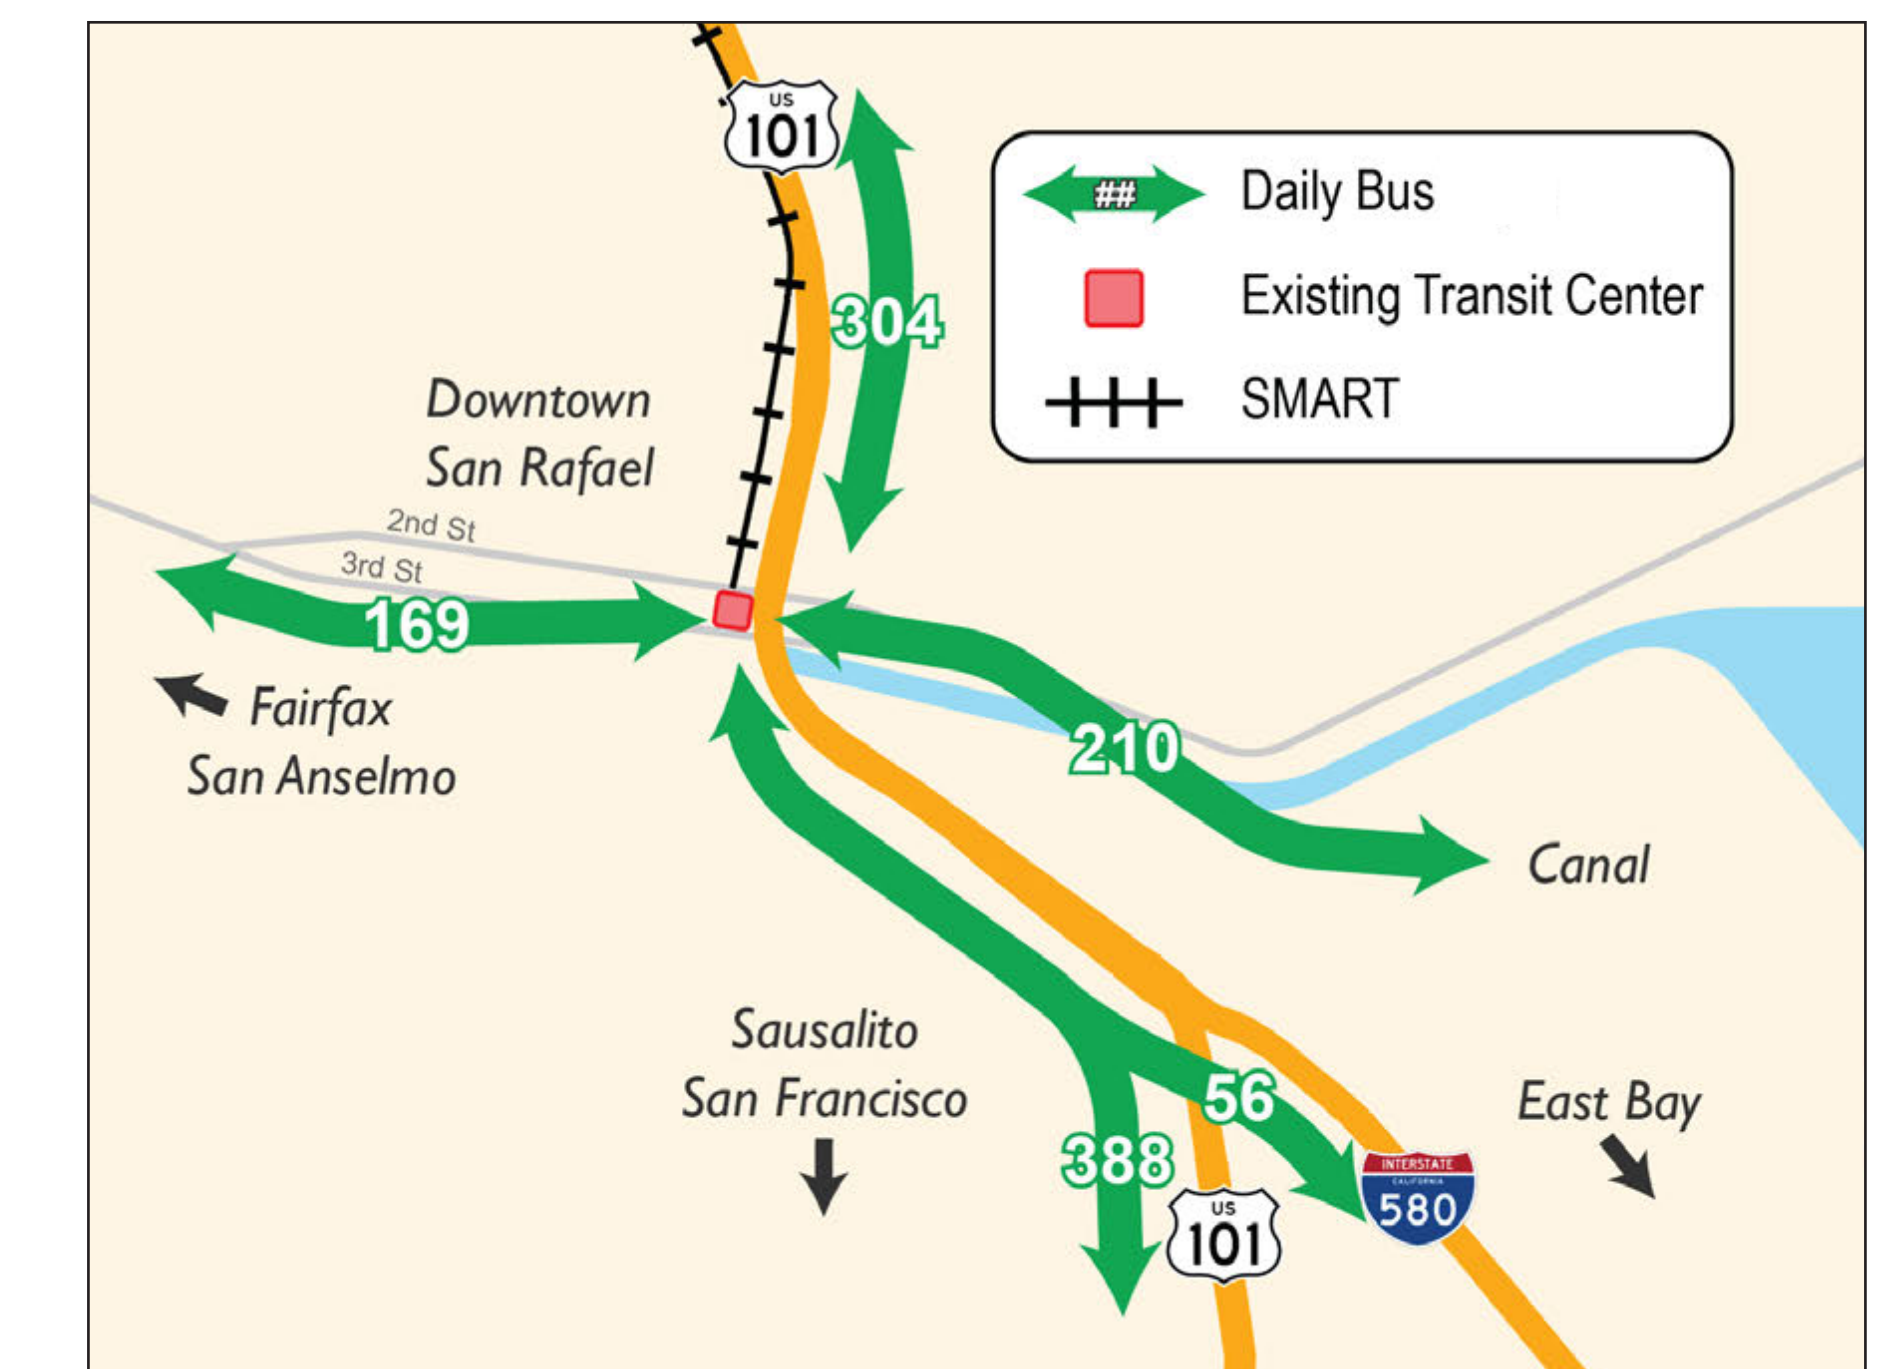 US
101
##
Daily Bus
Existing Transit Center
SMART
304
Downtown
San Rafael
2nd St
3rd St
169
Fairfax
San Anselmo
210
Canal
Sausalito
San Francisco
56
388
East Bay
US
101
INTERSTATE
CALIFORNIA
580